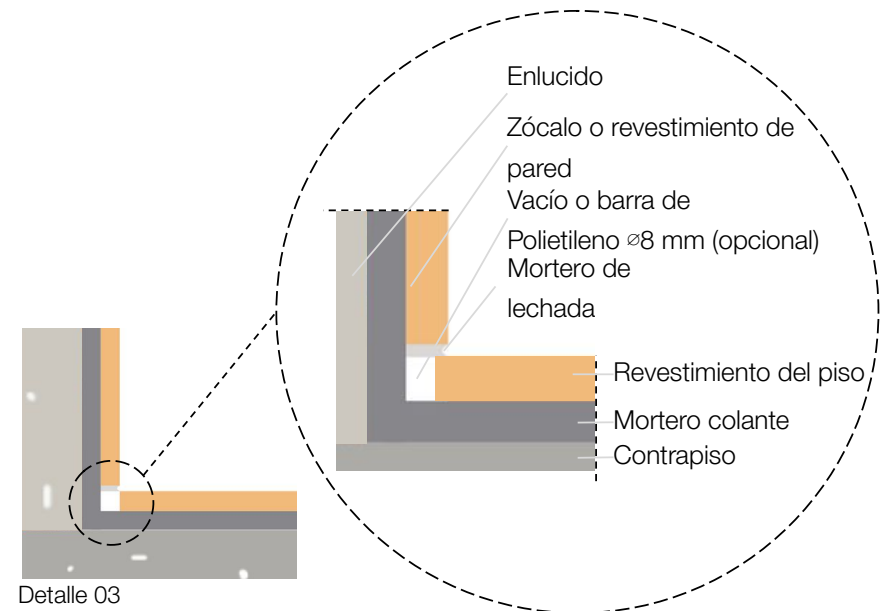 Enlucido
Zócalo o revestimiento de
pared
Vacío o barra de
Polietileno ⌀8 mm (opcional)
Mortero de
lechada
Revestimiento del piso
Mortero colante
Contrapiso
Detalle 03